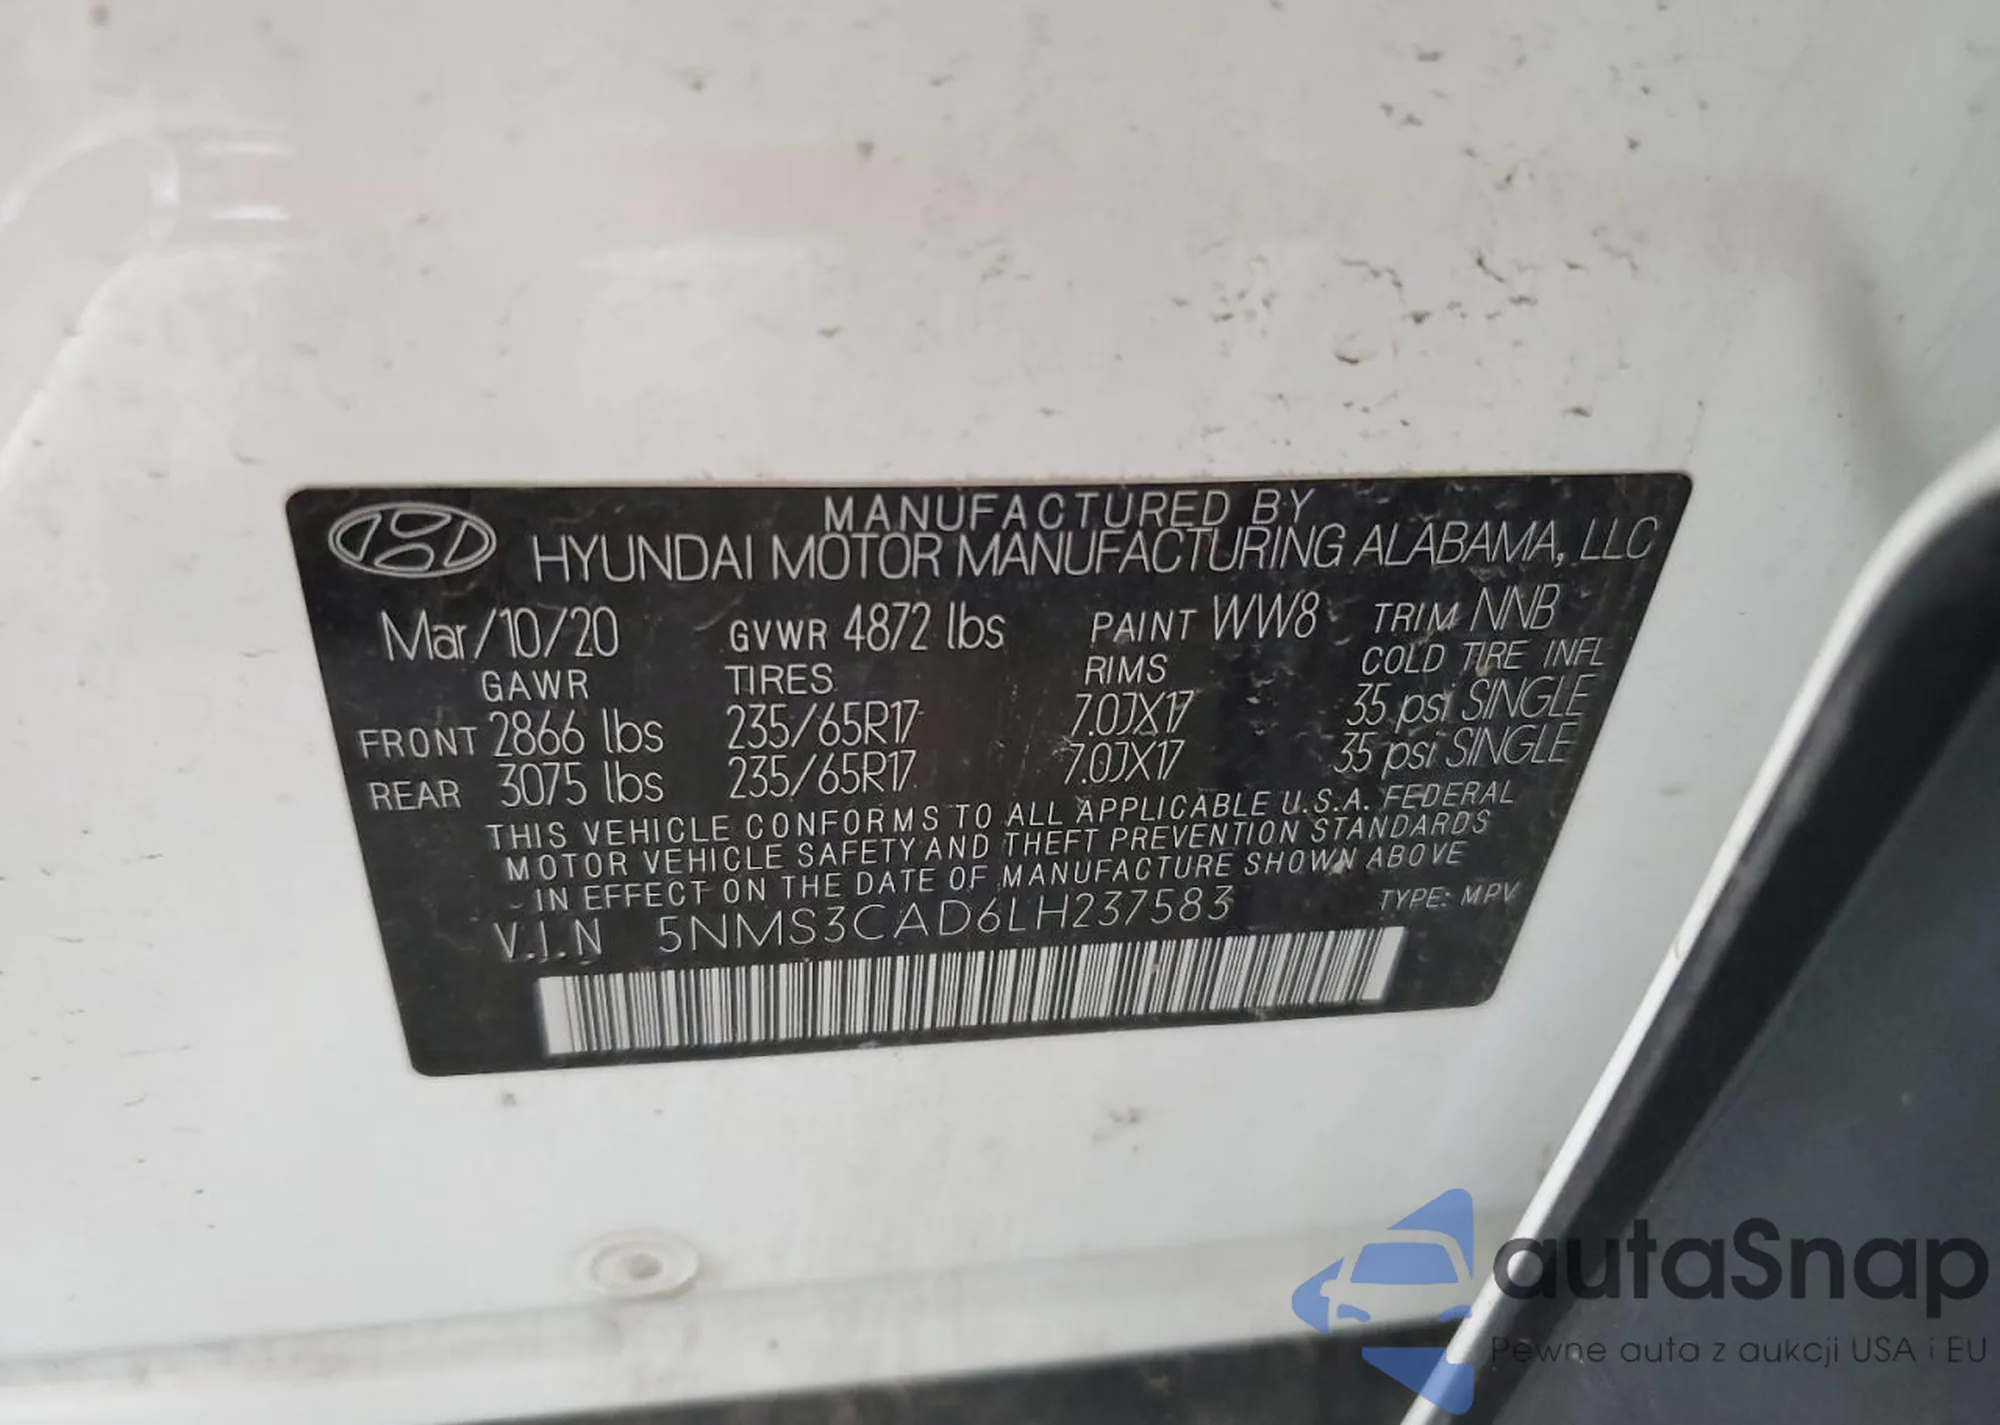 MANUFACTURED BY
HYUNDAI MOTOR MANUFACTURING ALABAMA, LLC
Mar/10/20 GVWR 4872 lbs PAINT WW8 TRIM NNB
GAWR TIRES RIMS COLD TIRE INFL
FRONT 2866 lbs 235/65R17 7.0JX17 35 psi SINGLE
REAR 3075 lbs 235/65R17 7.0JX17 35 psi SINGLE
THIS VEHICLE CONFORMS TO ALL APPLICABLE U.S.A. FEDERAL
MOTOR VEHICLE SAFETY AND THEFT PREVENTION STANDARDS
IN EFFECT ON THE DATE OF MANUFACTURE SHOWN ABOVE
V.I.N 5NMS3CAD6LH237583 TYPE: MPV
autaSnap
Pewne auta z aukcji USA i EU